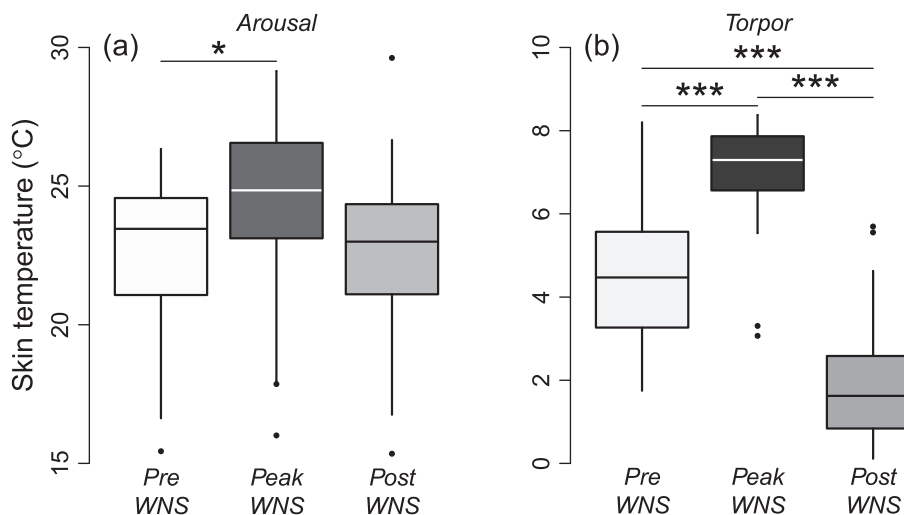 Arousal
Torpor
(a)
(b)
*
***
***
***
Skin temperature (°C)
30
25
20
15
10
8
6
4
2
0
Pre
WNS
Peak
WNS
Post
WNS
Pre
WNS
Peak
WNS
Post
WNS